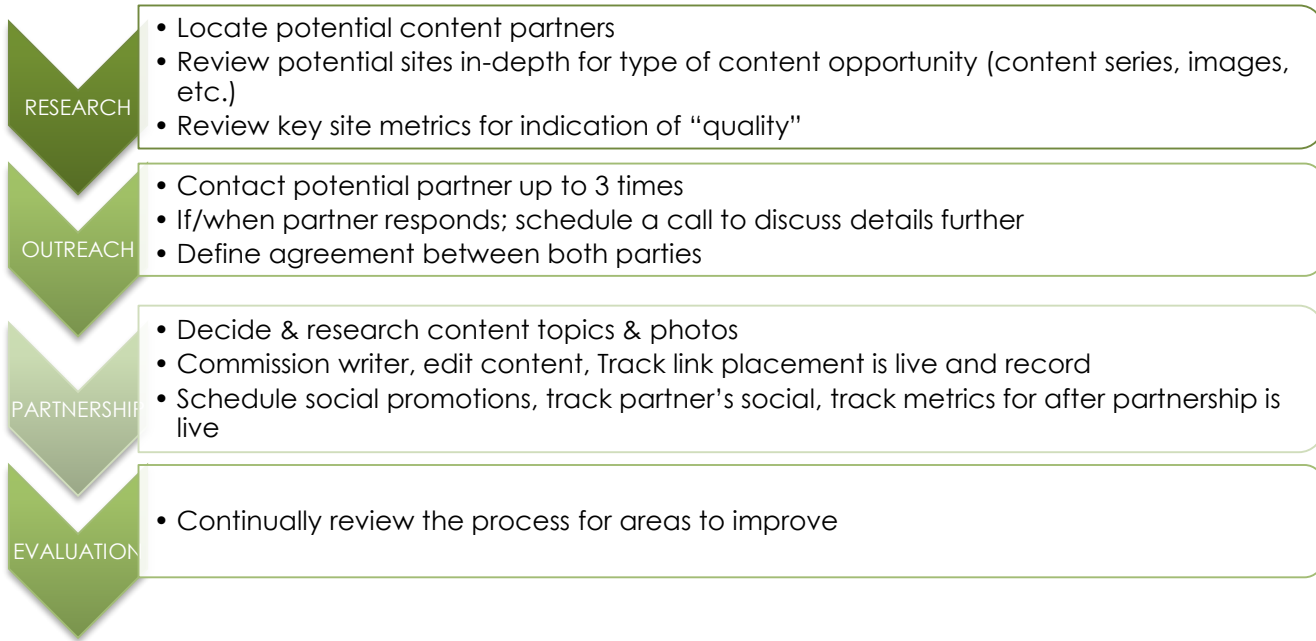 RESEARCH
• Locate potential content partners
• Review potential sites in-depth for type of content opportunity (content series, images,
etc.)
• Review key site metrics for indication of “quality”
OUTREACH
• Contact potential partner up to 3 times
• If/when partner responds; schedule a call to discuss details further
• Define agreement between both parties
PARTNERSHIP
• Decide & research content topics & photos
• Commission writer, edit content, Track link placement is live and record
• Schedule social promotions, track partner’s social, track metrics for after partnership is
live
EVALUATION
• Continually review the process for areas to improve